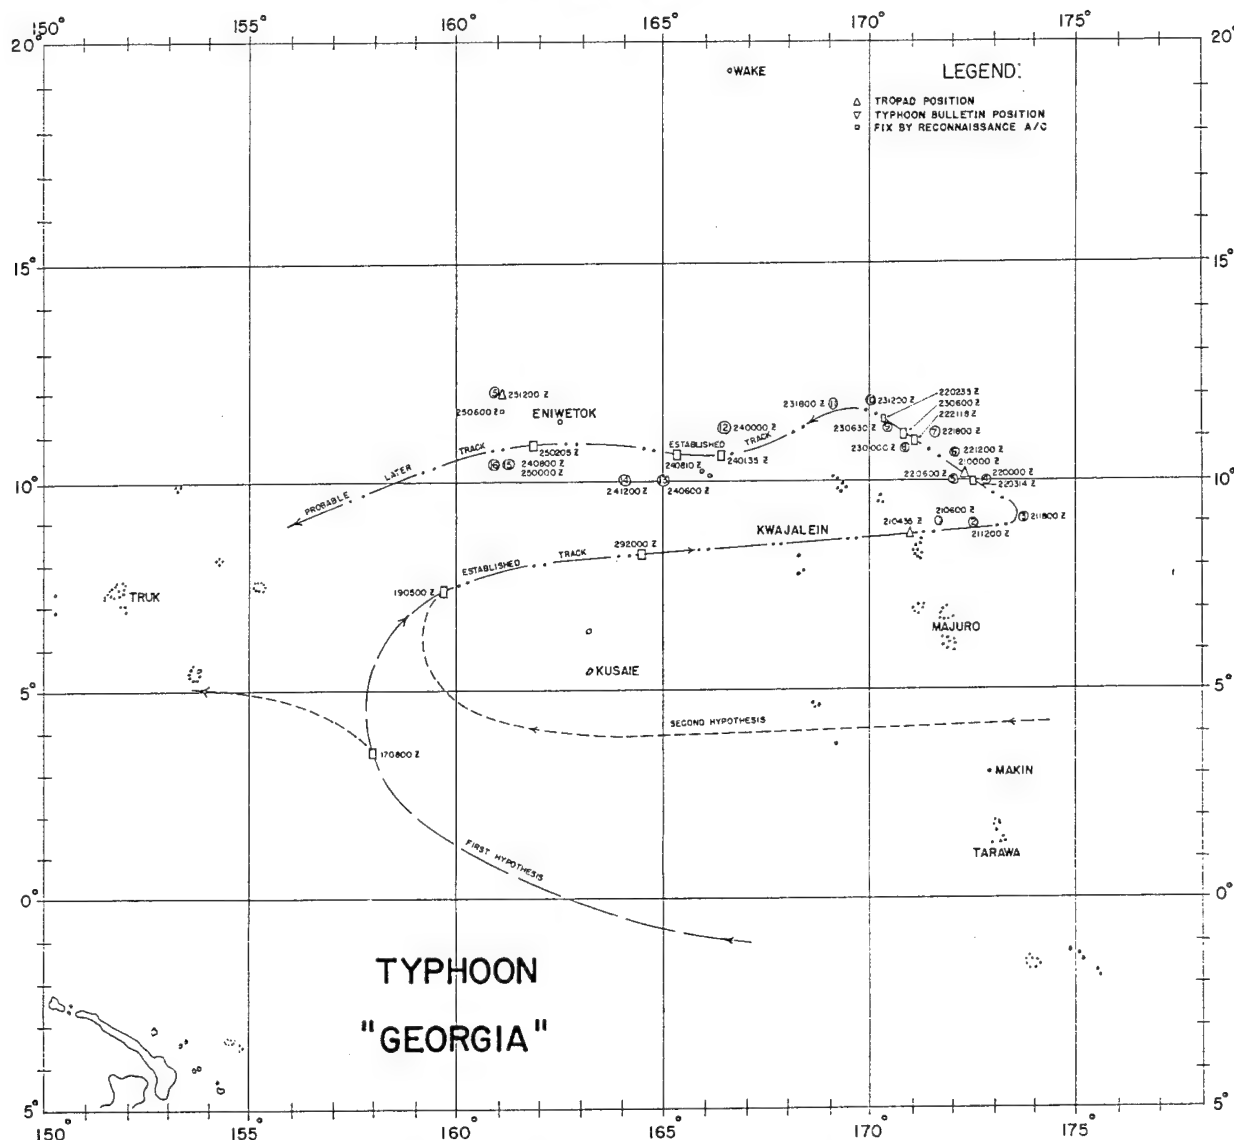 150° 155° 160° 165° 170° 175°
20° 20°
WAKE
LEGEND:
△ TROPAD POSITION
▽ TYPHOON BULLETIN POSITION
□ FIX BY RECONNAISSANCE A/C
15° 15°
251200 Z
250600 Z
ENIWETOK
231800 Z
231200 Z
220235 Z
230600 Z
222118 Z
240000 Z
230630 Z
221800 Z
230000 Z
PROBABLE LATER TRACK
250205 Z
ESTABLISHED TRACK
240810 Z
240135 Z
221200 Z
210000 Z
240800 Z
250000 Z
220600 Z
220000 Z
220314 Z
10° 10°
241200 Z
240600 Z
210600 Z
210436 Z
211200 Z
211800 Z
KWAJALEIN
292000 Z
ESTABLISHED TRACK
190500 Z
TRUK
MAJURO
KUSAIE
5° 5°
SECOND HYPOTHESIS
170800 Z
MAKIN
TARAWA
FIRST HYPOTHESIS
0° 0°
TYPHOON
"GEORGIA"
5° 5°
150° 155° 160° 165° 170° 175°